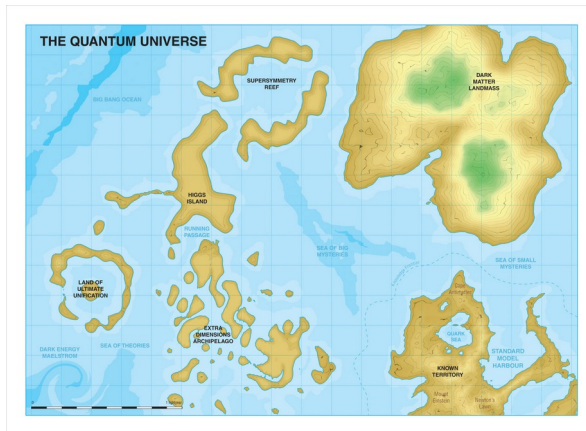 THE QUANTUM UNIVERSE
SUPERSYMMETRY
REEF
DARK
MATTER
LANDMASS
BIG BANG OCEAN
HIGGS
ISLAND
RUNNING
PASSAGE
SEA OF BIG
MYSTERIES
SEA OF SMALL
MYSTERIES
LAND OF
ULTIMATE
UNIFICATION
EXTRA
DIMENSIONS
ARCHIPELAGO
QUARK
SEA
DARK ENERGY
MAELSTROM
SEA OF THEORIES
STANDARD
MODEL
HARBOUR
KNOWN
TERRITORY
Mount
Newton's